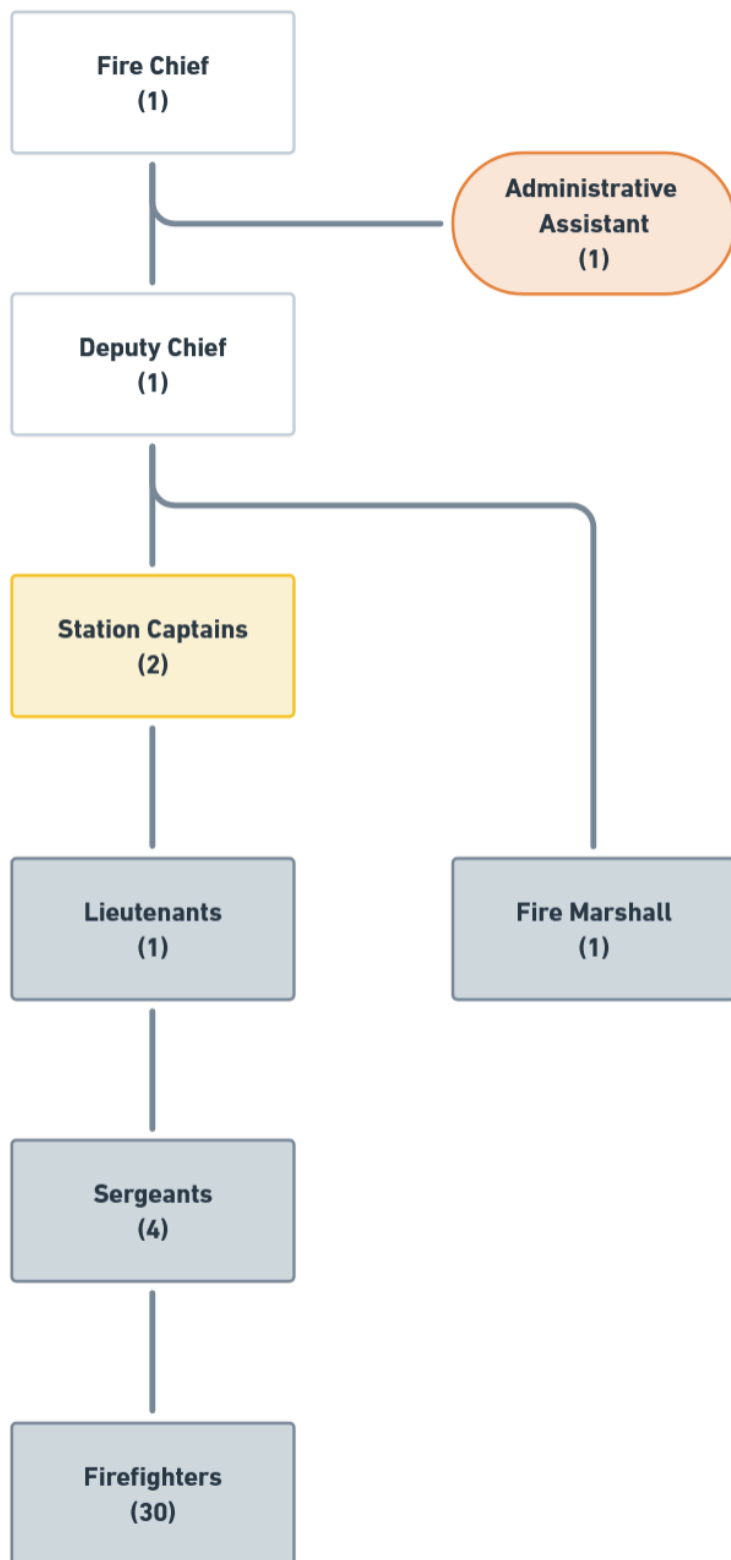 Fire Chief
(1)
Administrative
Assistant
(1)
Deputy Chief
(1)
Station Captains
(2)
Lieutenants
(1)
Fire Marshall
(1)
Sergeants
(4)
Firefighters
(30)